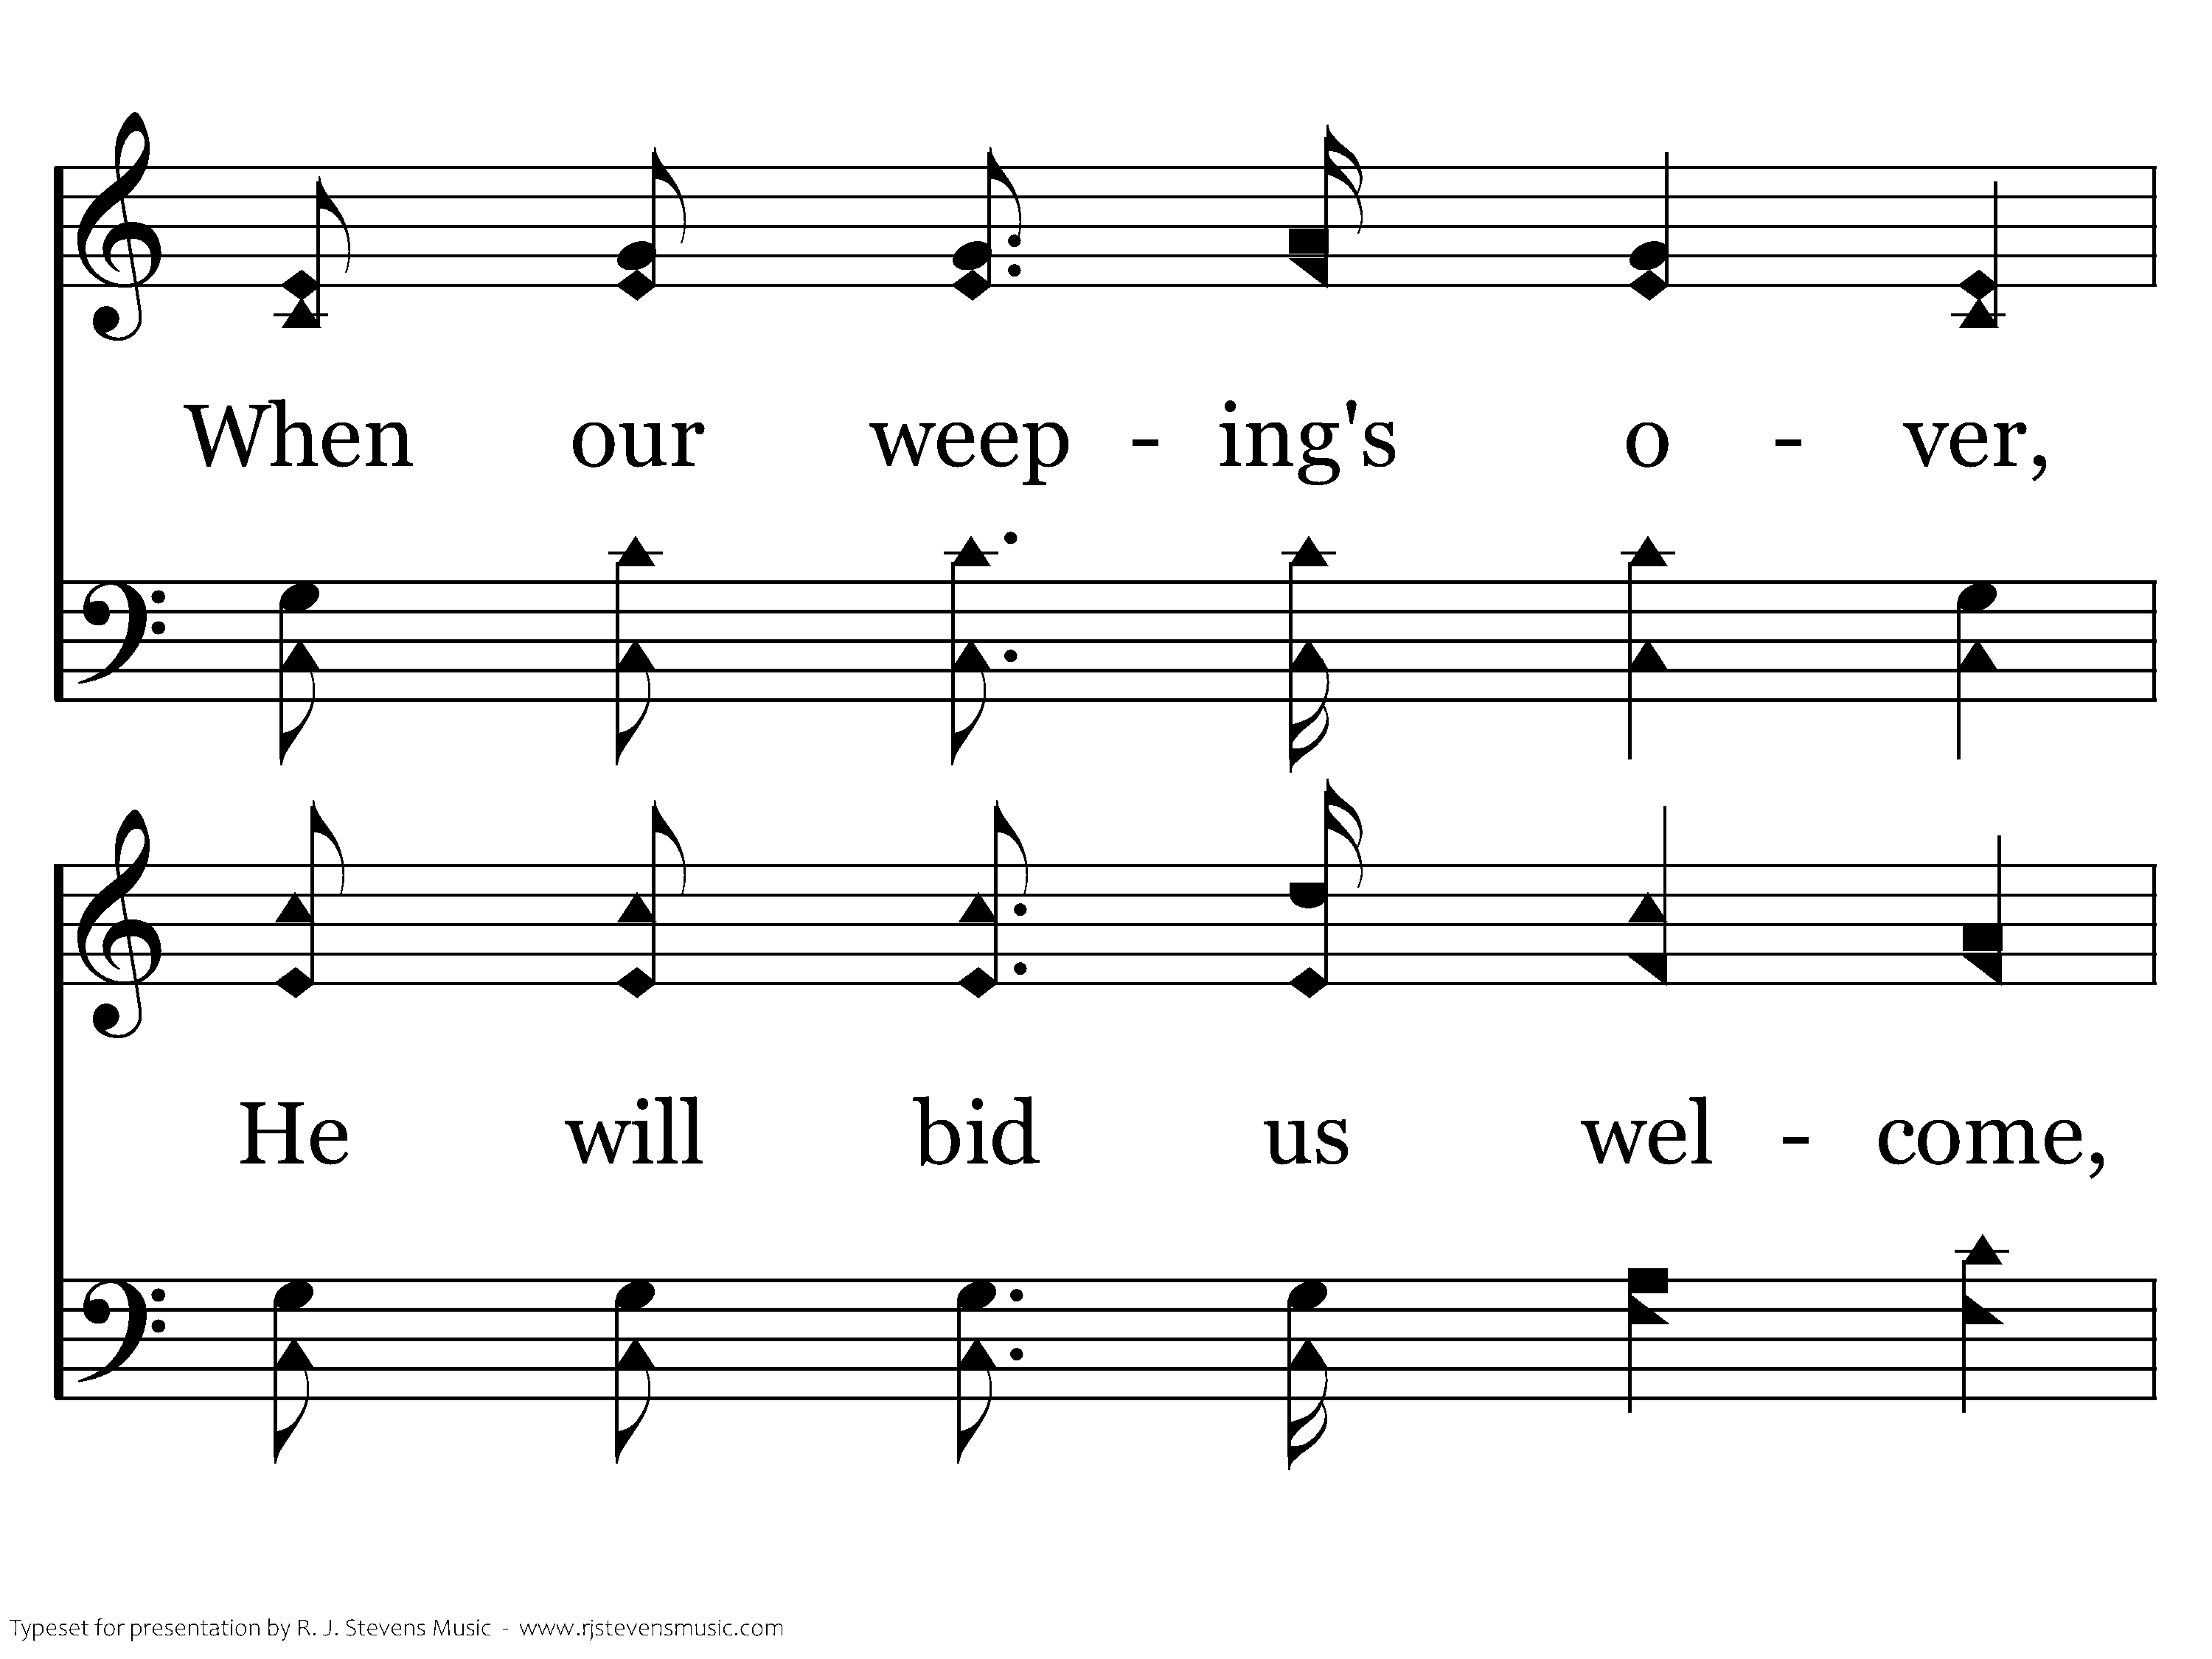 When our weep - ing's o - ver,
He will bid us wel - come,
Typeset for presentation by R. J. Stevens Music - www.rjstevensmusic.com